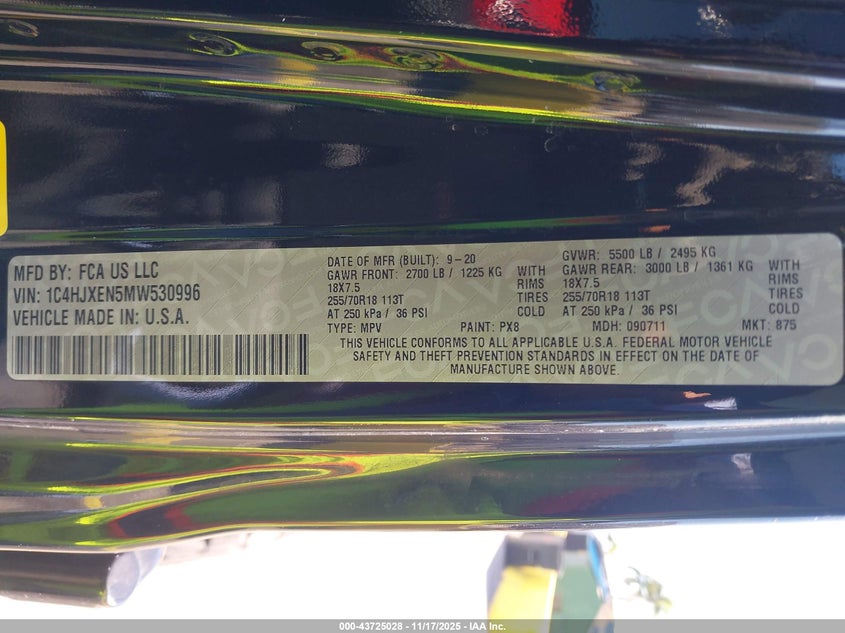 MFD BY: FCA US LLC
VIN: 1C4HJXEN5MW530996
VEHICLE MADE IN: U.S.A.
DATE OF MFR (BUILT): 9-20 GVWR: 5500 LB / 2495 KG
GAWR FRONT: 2700 LB / 1225 KG GAWR REAR: 3000 LB / 1361 KG
18X7.5 RIMS 18X7.5 RIMS
255/70R18 113T TIRES 255/70R18 113T TIRES
AT 250 kPa / 36 PSI COLD AT 250 kPa / 36 PSI COLD
TYPE: MPV PAINT: PX8 MDH: 090711 MKT: 875
THIS VEHICLE CONFORMS TO ALL APPLICABLE U.S.A. FEDERAL MOTOR VEHICLE
SAFETY AND THEFT PREVENTION STANDARDS IN EFFECT ON THE DATE OF
MANUFACTURE SHOWN ABOVE.
000-43725028 - 11/17/2025 - IAA Inc.